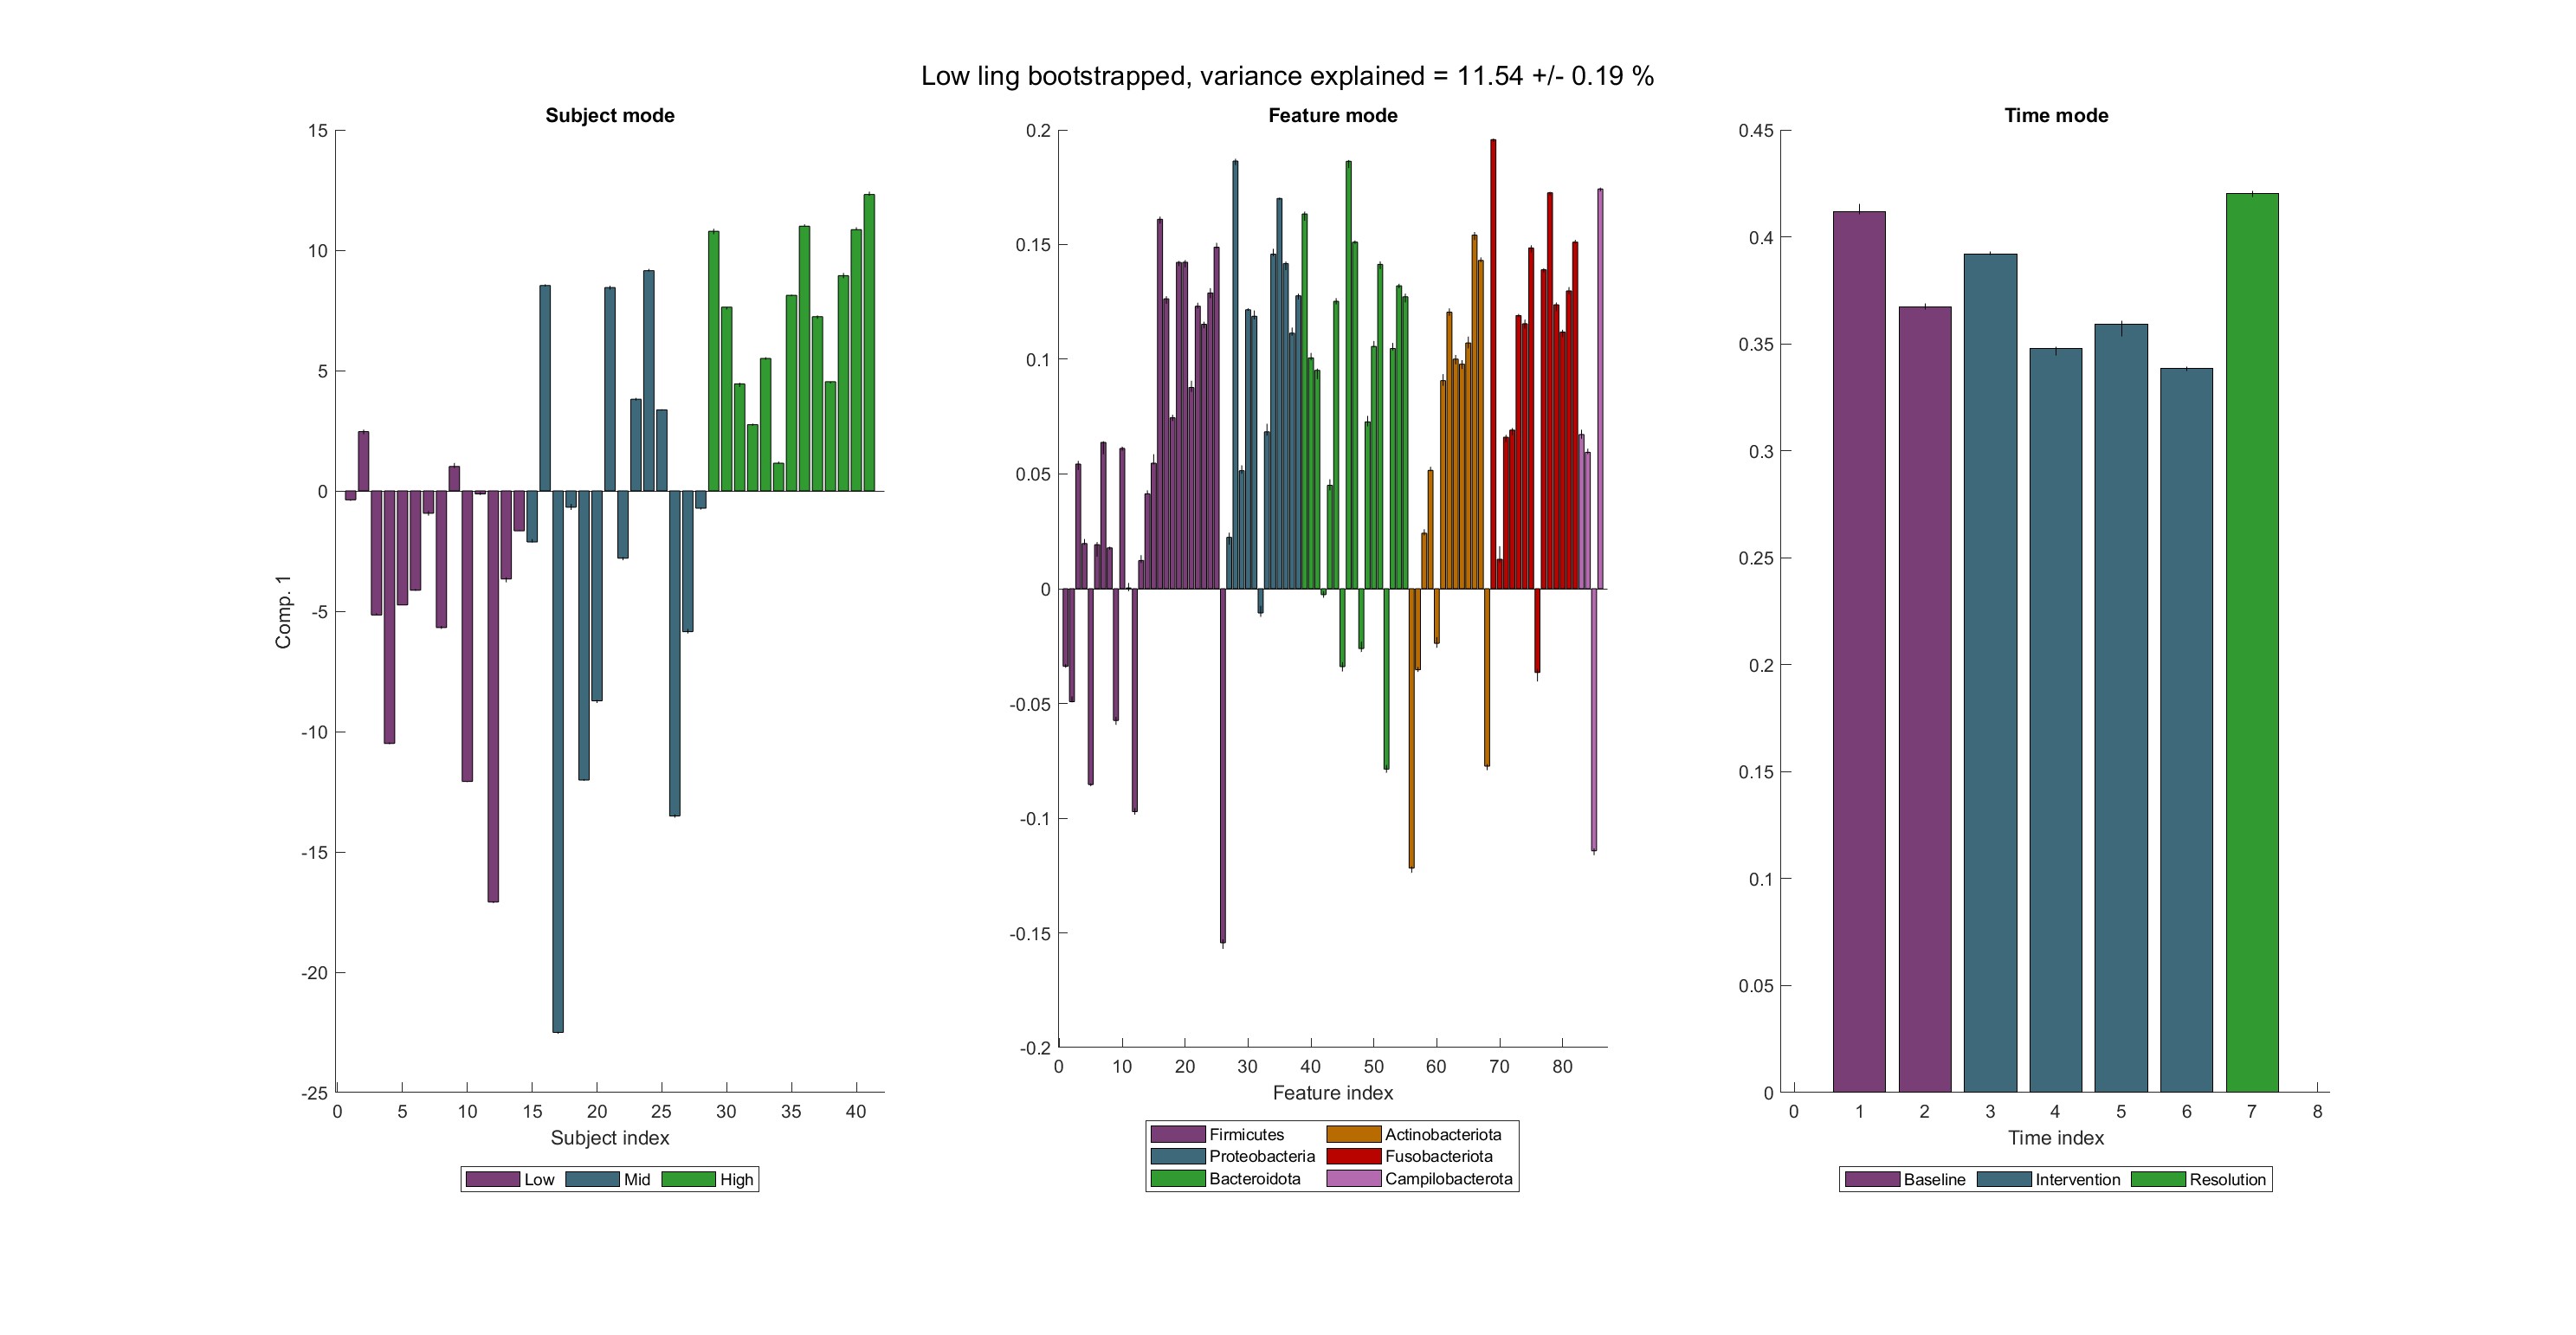 Low ling bootstrapped, variance explained = 11.54 +/- 0.19 %
Subject mode
Comp. 1
15
10
5
0
-5
-10
-15
-20
-25
0 5 10 15 20 25 30 35 40
Subject index
Low Mid High
Feature mode
0.2
0.15
0.1
0.05
0
-0.05
-0.1
-0.15
-0.2
0 10 20 30 40 50 60 70 80
Feature index
Firmicutes Actinobacteriota
Proteobacteria Fusobacteriota
Bacteroidota Campilobacterota
Time mode
0.45
0.4
0.35
0.3
0.25
0.2
0.15
0.1
0.05
0
0 1 2 3 4 5 6 7 8
Time index
Baseline Intervention Resolution